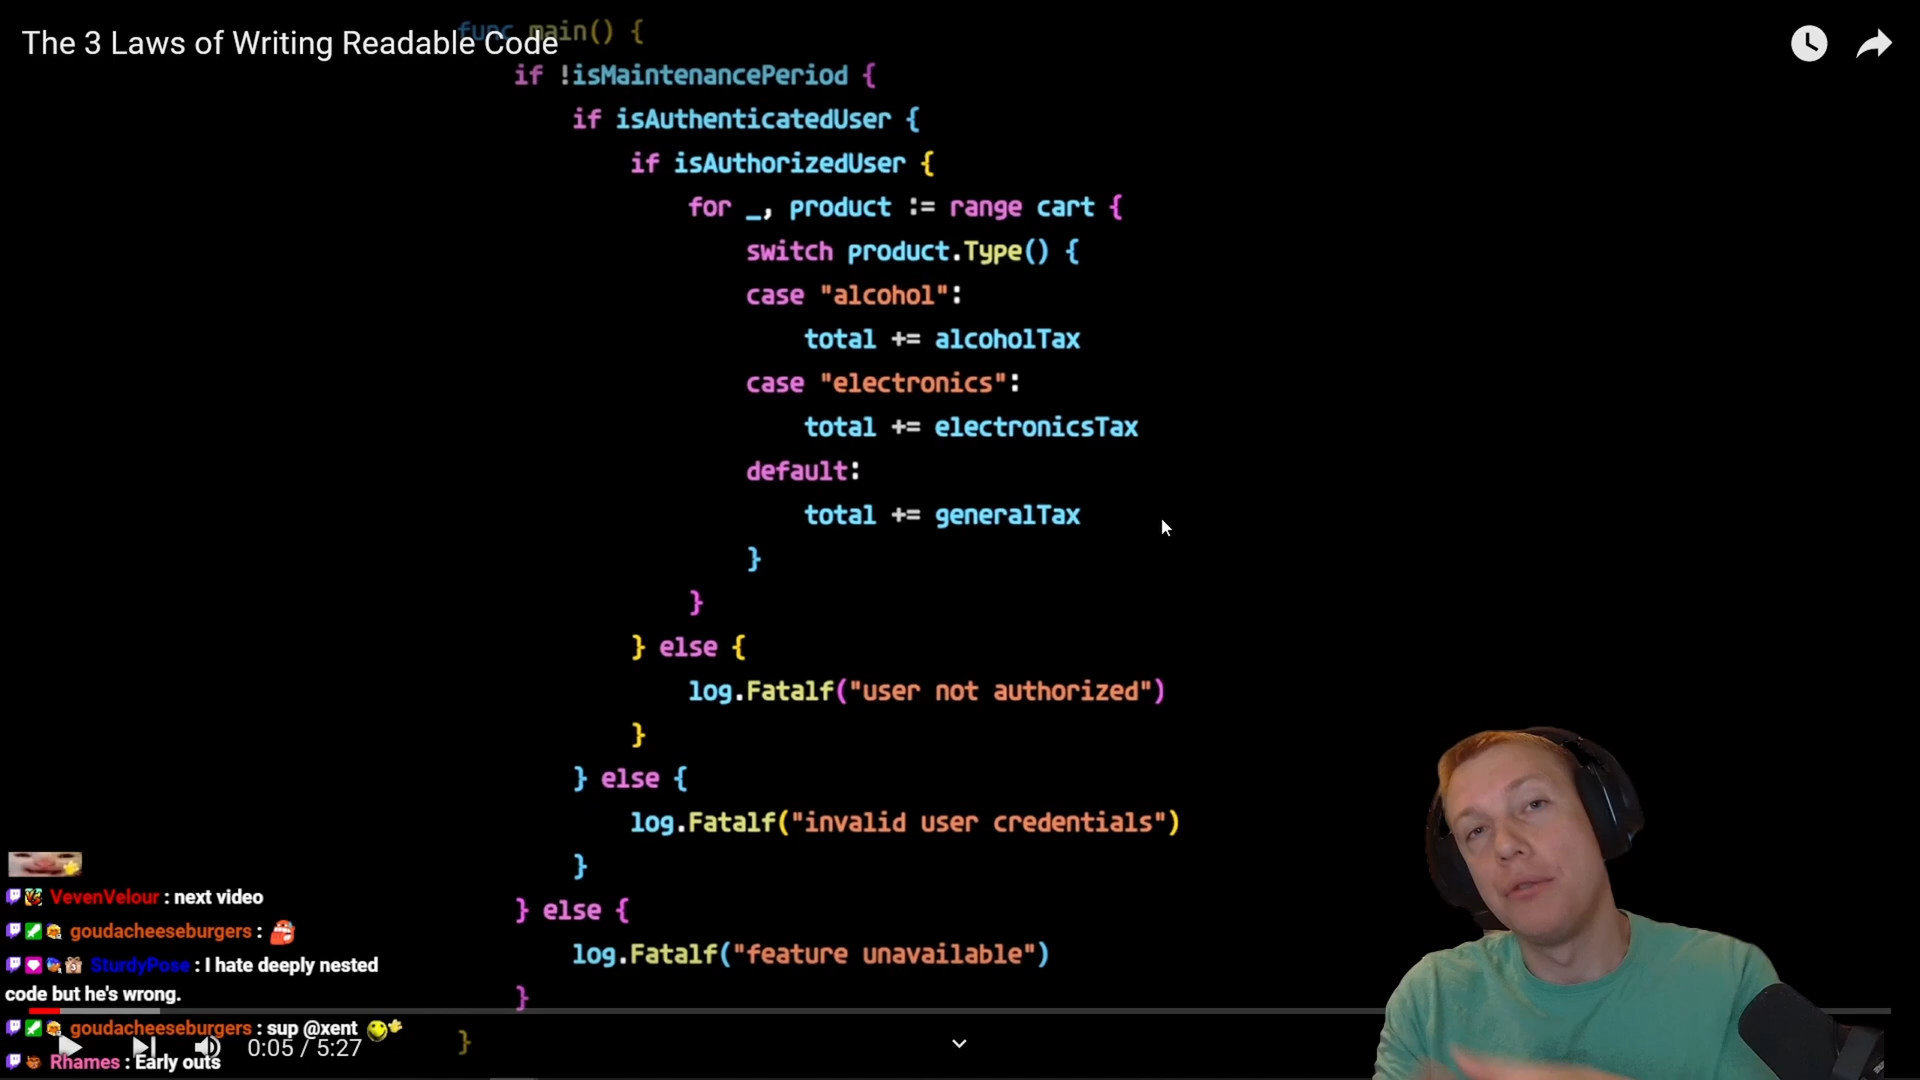 The 3 Laws of Writing Readable Code
func main() {
if !isMaintenancePeriod {
if isAuthenticatedUser {
if isAuthorizedUser {
for _, product := range cart {
switch product.Type() {
case "alcohol":
total += alcoholTax
case "electronics":
total += electronicsTax
default:
total += generalTax
}
}
} else {
log.Fatalf("user not authorized")
}
} else {
log.Fatalf("invalid user credentials")
}
} else {
log.Fatalf("feature unavailable")
}
}
VevenVelour : next video
goudacheeseburgers :
SturdyPose : I hate deeply nested
code but he's wrong.
goudacheeseburgers : sup @xent
0:05 / 5:27
Rhames : Early outs